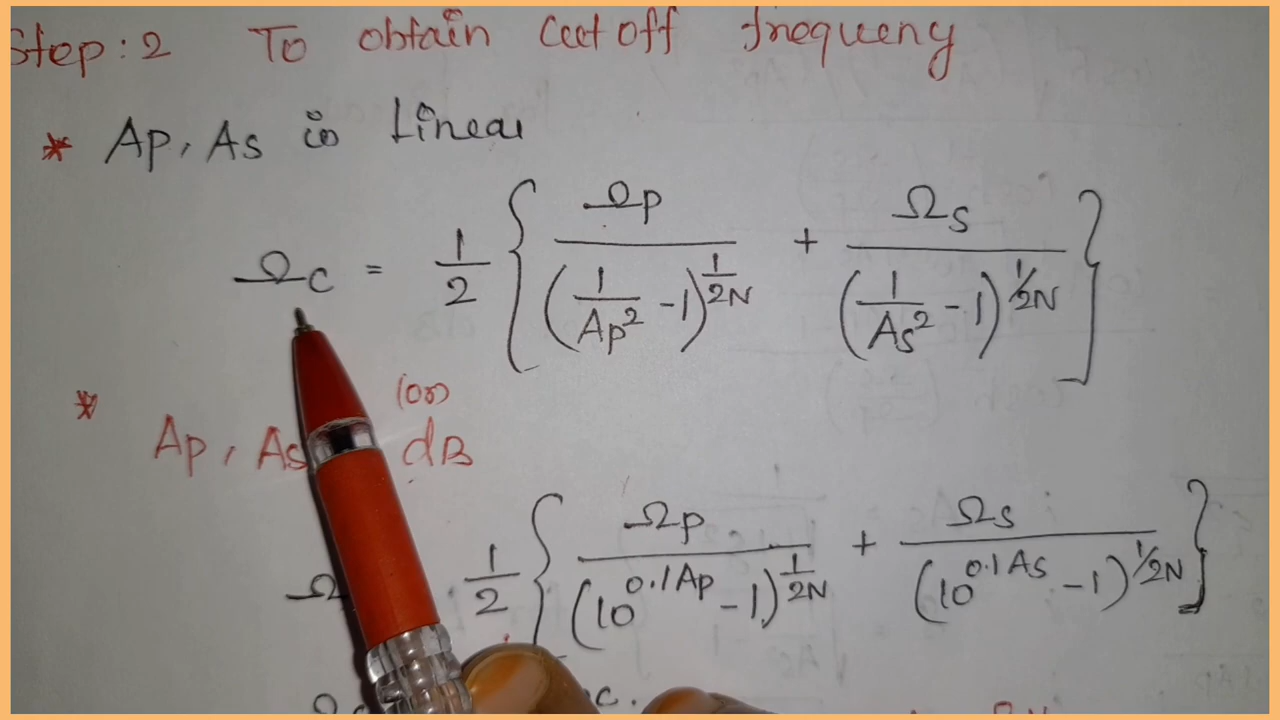 Step: 2 To obtain Cut off frequeny
* Ap, As in Linear
Ωc = 1/2 { Ωp / (1/Ap² - 1)^(1/2N) + Ωs / (1/As² - 1)^(1/2N) }
(or)
* Ap, As dB
Ω 1/2 { Ωp / (10^(0.1Ap) - 1)^(1/2N) + Ωs / (10^(0.1As) - 1)^(1/2N) }